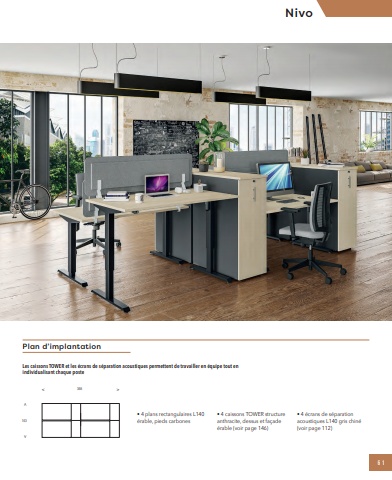 Nivo
Plan d'implantation
Les caissons TOWER et les écrans de séparation acoustiques permettent de travailler en équipe tout en
individualisant chaque poste
• 4 plans rectangulaires L140
érable, pieds carbones
• 4 caissons TOWER structure
anthracite, dessus et façade
érable (voir page 146)
• 4 écrans de séparation
acoustiques L140 gris chiné
(voir page 112)